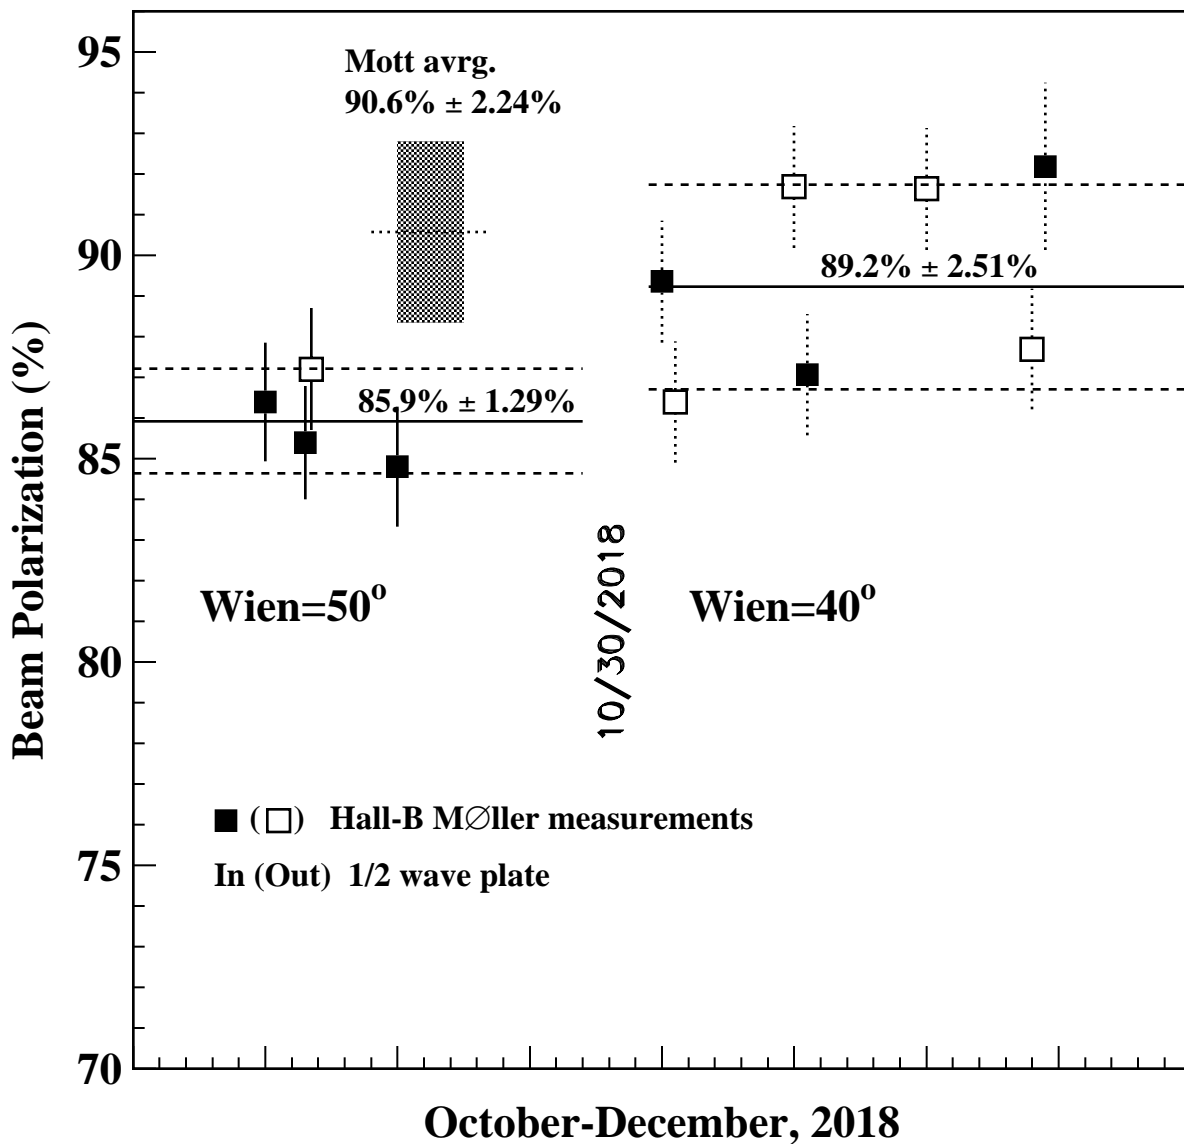 95
Mott avrg.
90.6% ± 2.24%
90
89.2% ± 2.51%
85.9% ± 1.29%
85
Wien=50°
10/30/2018
Wien=40°
80
(□) Hall-B M∅ller measurements
In (Out) 1/2 wave plate
75
70
Beam Polarization (%)
October-December, 2018